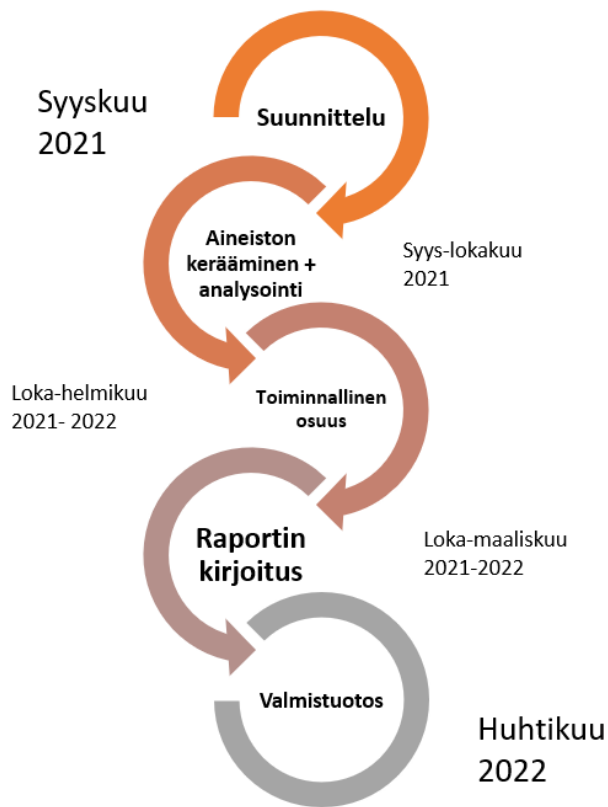 Syyskuu
2021
Suunnittelu
Aineiston
kerääminen +
analysointi
Syys-lokakuu
2021
Loka-helmikuu
2021- 2022
Toiminnallinen
osuus
Raportin
kirjoitus
Loka-maaliskuu
2021-2022
Valmistuotos
Huhtikuu
2022